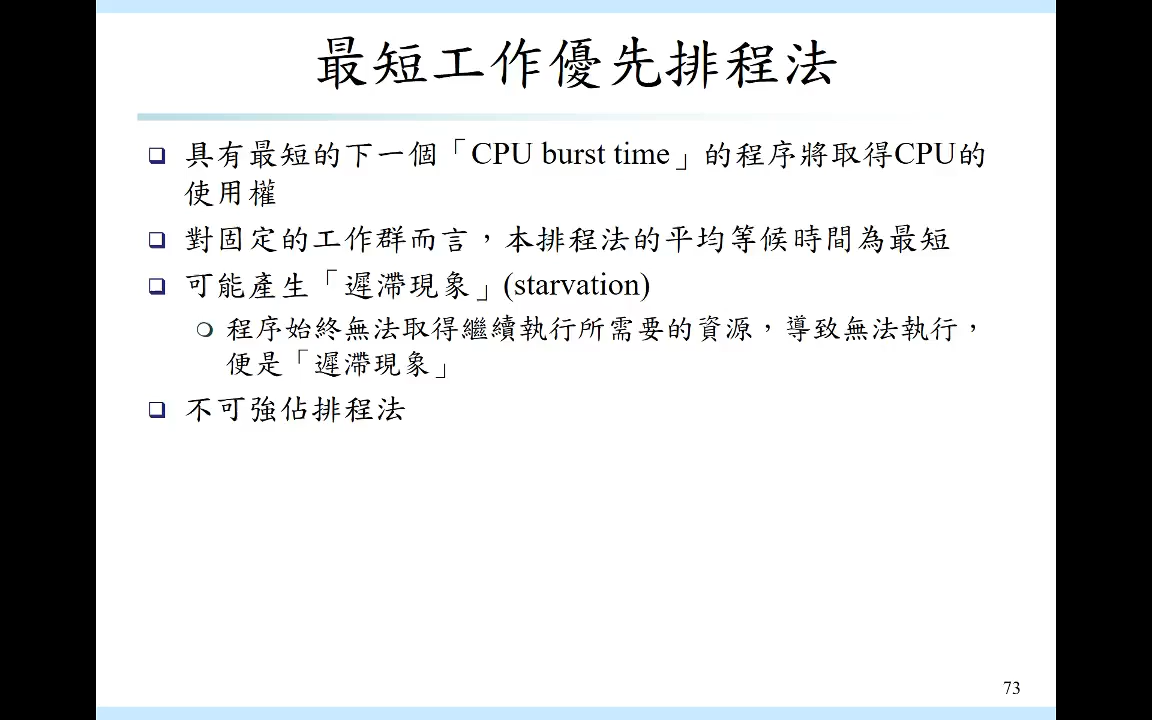 最短工作優先排程法
具有最短的下一個「CPU burst time」的程序將取得CPU的
使用權
對固定的工作群而言，本排程法的平均等候時間為最短
可能產生「遲滯現象」(starvation)
程序始終無法取得繼續執行所需要的資源，導致無法執行，
便是「遲滯現象」
不可強佔排程法
73